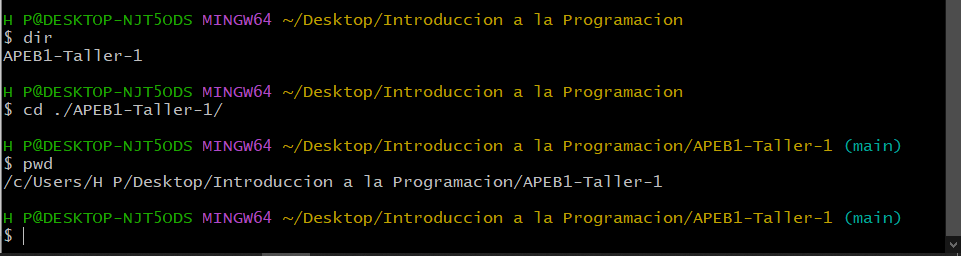 H P@DESKTOP-NJT5ODS MINGW64 ~/Desktop/Introduccion a la Programacion
$ dir
APEB1-Taller-1
H P@DESKTOP-NJT5ODS MINGW64 ~/Desktop/Introduccion a la Programacion
$ cd ./APEB1-Taller-1/
H P@DESKTOP-NJT5ODS MINGW64 ~/Desktop/Introduccion a la Programacion/APEB1-Taller-1 (main)
$ pwd
/c/Users/H P/Desktop/Introduccion a la Programacion/APEB1-Taller-1
H P@DESKTOP-NJT5ODS MINGW64 ~/Desktop/Introduccion a la Programacion/APEB1-Taller-1 (main)
$